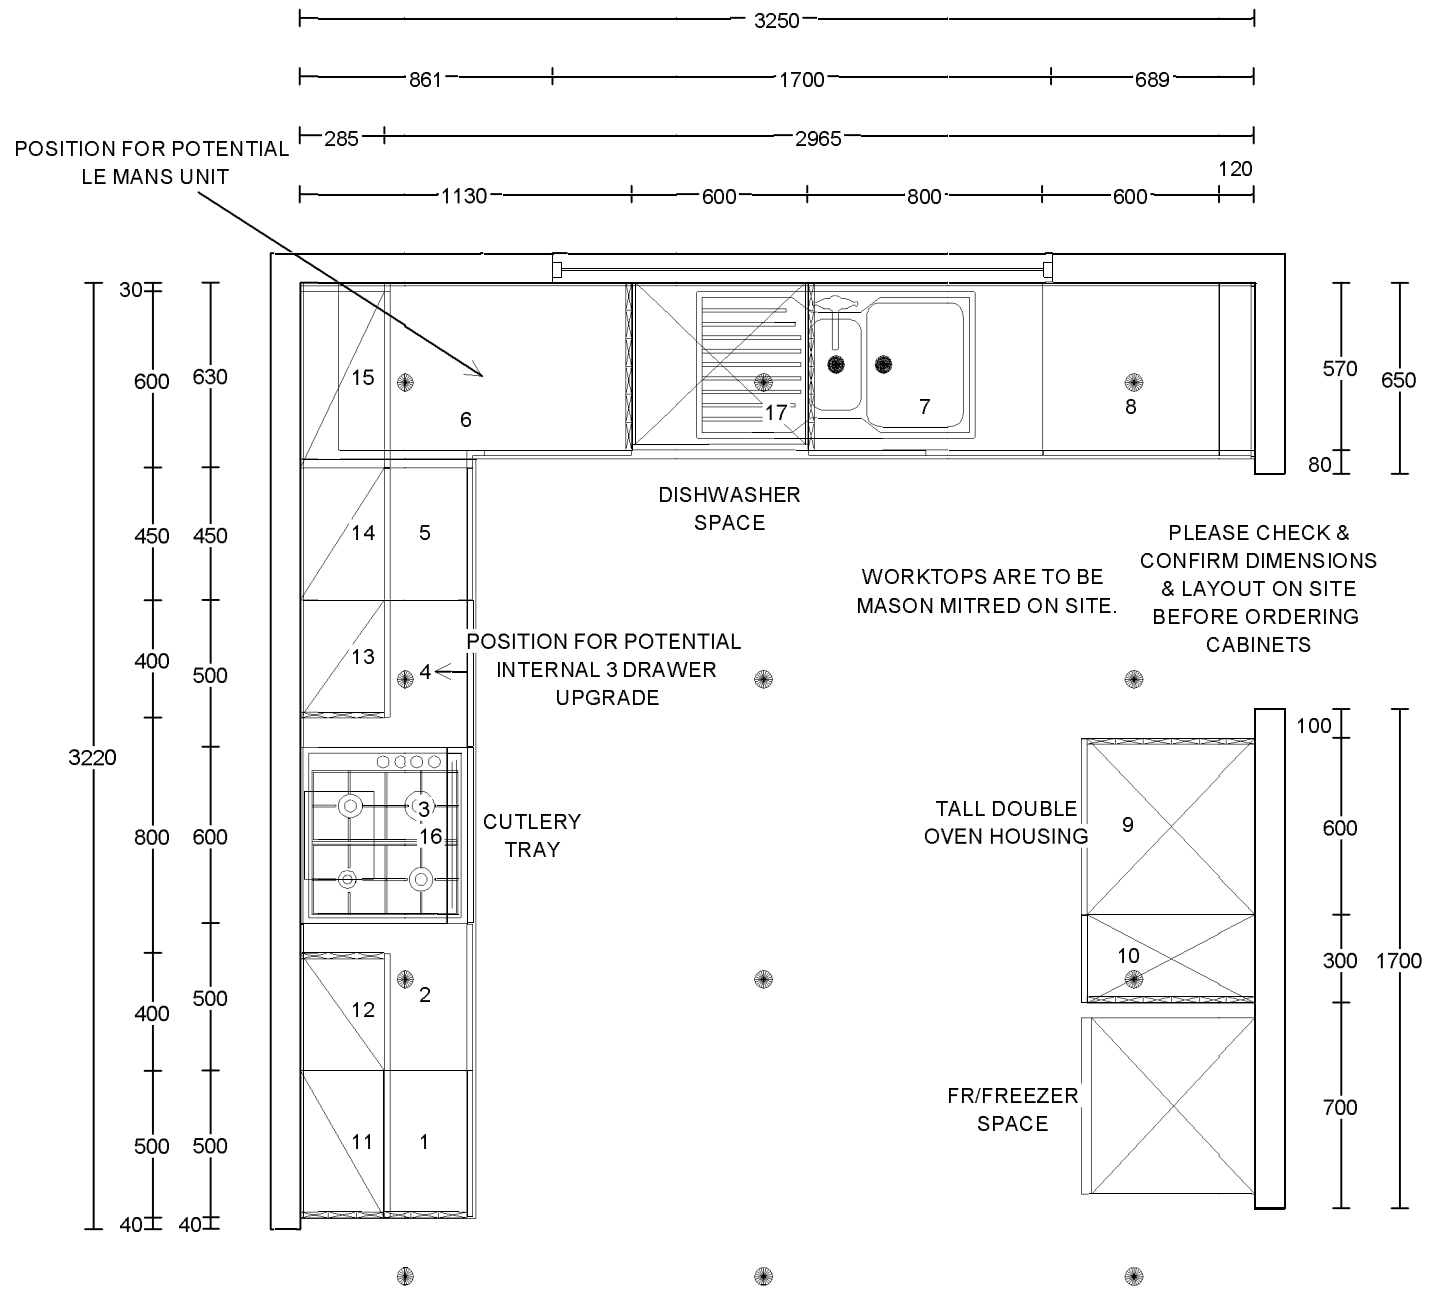 3250
861 1700 689
285 2965
POSITION FOR POTENTIAL
LE MANS UNIT
120
1130 600 800 600
30
600 630
15
6
17
7
8
570 650
80
DISHWASHER
SPACE
450 450
14 5
PLEASE CHECK &
CONFIRM DIMENSIONS
& LAYOUT ON SITE
BEFORE ORDERING
CABINETS
WORKTOPS ARE TO BE
MASON MITRED ON SITE.
400 500
13 4
POSITION FOR POTENTIAL
INTERNAL 3 DRAWER
UPGRADE
3220
100
800 600
3
16
CUTLERY
TRAY
TALL DOUBLE
OVEN HOUSING
9
600
10
300 1700
400 500
12 2
FR/FREEZER
SPACE
700
500 500
11 1
40 40